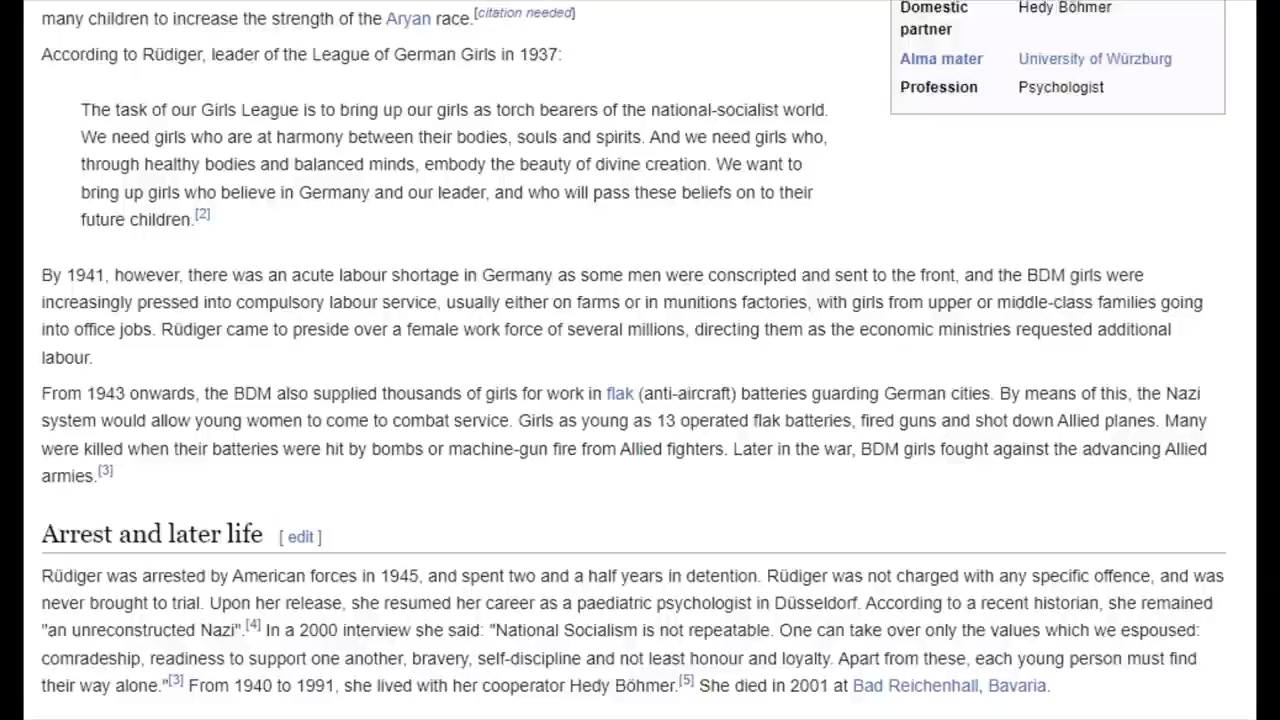 many children to increase the strength of the Aryan race.[citation needed]
According to Rüdiger, leader of the League of German Girls in 1937:
The task of our Girls League is to bring up our girls as torch bearers of the national-socialist world.
We need girls who are at harmony between their bodies, souls and spirits. And we need girls who,
through healthy bodies and balanced minds, embody the beauty of divine creation. We want to
bring up girls who believe in Germany and our leader, and who will pass these beliefs on to their
future children.[2]
Domestic partner Hedy Böhmer
Alma mater University of Würzburg
Profession Psychologist
By 1941, however, there was an acute labour shortage in Germany as some men were conscripted and sent to the front, and the BDM girls were
increasingly pressed into compulsory labour service, usually either on farms or in munitions factories, with girls from upper or middle-class families going
into office jobs. Rüdiger came to preside over a female work force of several millions, directing them as the economic ministries requested additional
labour.
From 1943 onwards, the BDM also supplied thousands of girls for work in flak (anti-aircraft) batteries guarding German cities. By means of this, the Nazi
system would allow young women to come to combat service. Girls as young as 13 operated flak batteries, fired guns and shot down Allied planes. Many
were killed when their batteries were hit by bombs or machine-gun fire from Allied fighters. Later in the war, BDM girls fought against the advancing Allied
armies.[3]
Arrest and later life [ edit ]
Rüdiger was arrested by American forces in 1945, and spent two and a half years in detention. Rüdiger was not charged with any specific offence, and was
never brought to trial. Upon her release, she resumed her career as a paediatric psychologist in Düsseldorf. According to a recent historian, she remained
"an unreconstructed Nazi".[4] In a 2000 interview she said: "National Socialism is not repeatable. One can take over only the values which we espoused:
comradeship, readiness to support one another, bravery, self-discipline and not least honour and loyalty. Apart from these, each young person must find
their way alone."[3] From 1940 to 1991, she lived with her cooperator Hedy Böhmer.[5] She died in 2001 at Bad Reichenhall, Bavaria.